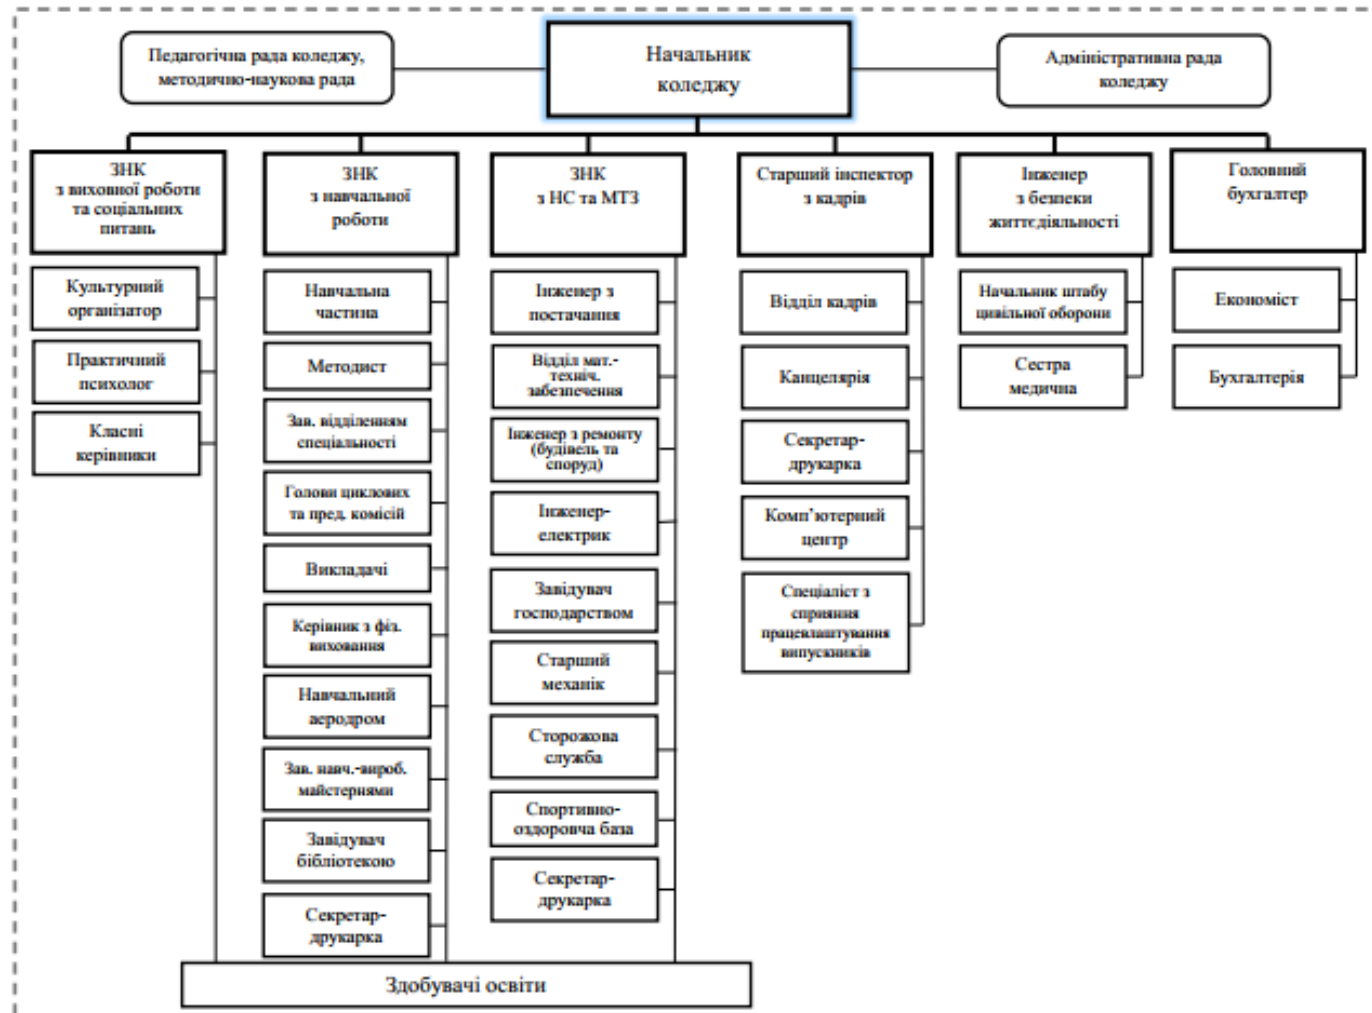 Педагогічна рада коледжу,
методично-наукова рада
Начальник
коледжу
Адміністративна рада
коледжу
ЗНК
з виховної роботи
та соціальних
питань
ЗНК
з навчальної
роботи
ЗНК
з НС та МТЗ
Старший інспектор
з кадрів
Інженер
з безпеки
життєдіяльності
Головний
бухгалтер
Культурний
організатор
Практичний
психолог
Класні
керівники
Навчальна
частина
Методист
Зав. відділенням
спеціальності
Голови циклових
та пред. комісій
Викладачі
Керівник з фіз.
виховання
Навчальний
аеродром
Зав. навч.-вироб.
майстернями
Завідувач
бібліотекою
Секретар-
друкарка
Інженер з
постачання
Відділ мат.-
техніч.
забезпечення
Інженер з ремонту
(будівель та
споруд)
Інженер-
електрик
Завідувач
господарством
Старший
механік
Сторожова
служба
Спортивно-
оздоровча база
Секретар-
друкарка
Відділ кадрів
Канцелярія
Секретар-
друкарка
Комп’ютерний
центр
Спеціаліст з
сприяння
працевлаштування
випускників
Начальник штабу
цивільної оборони
Сестра
медична
Економіст
Бухгалтерія
Здобувачі освіти